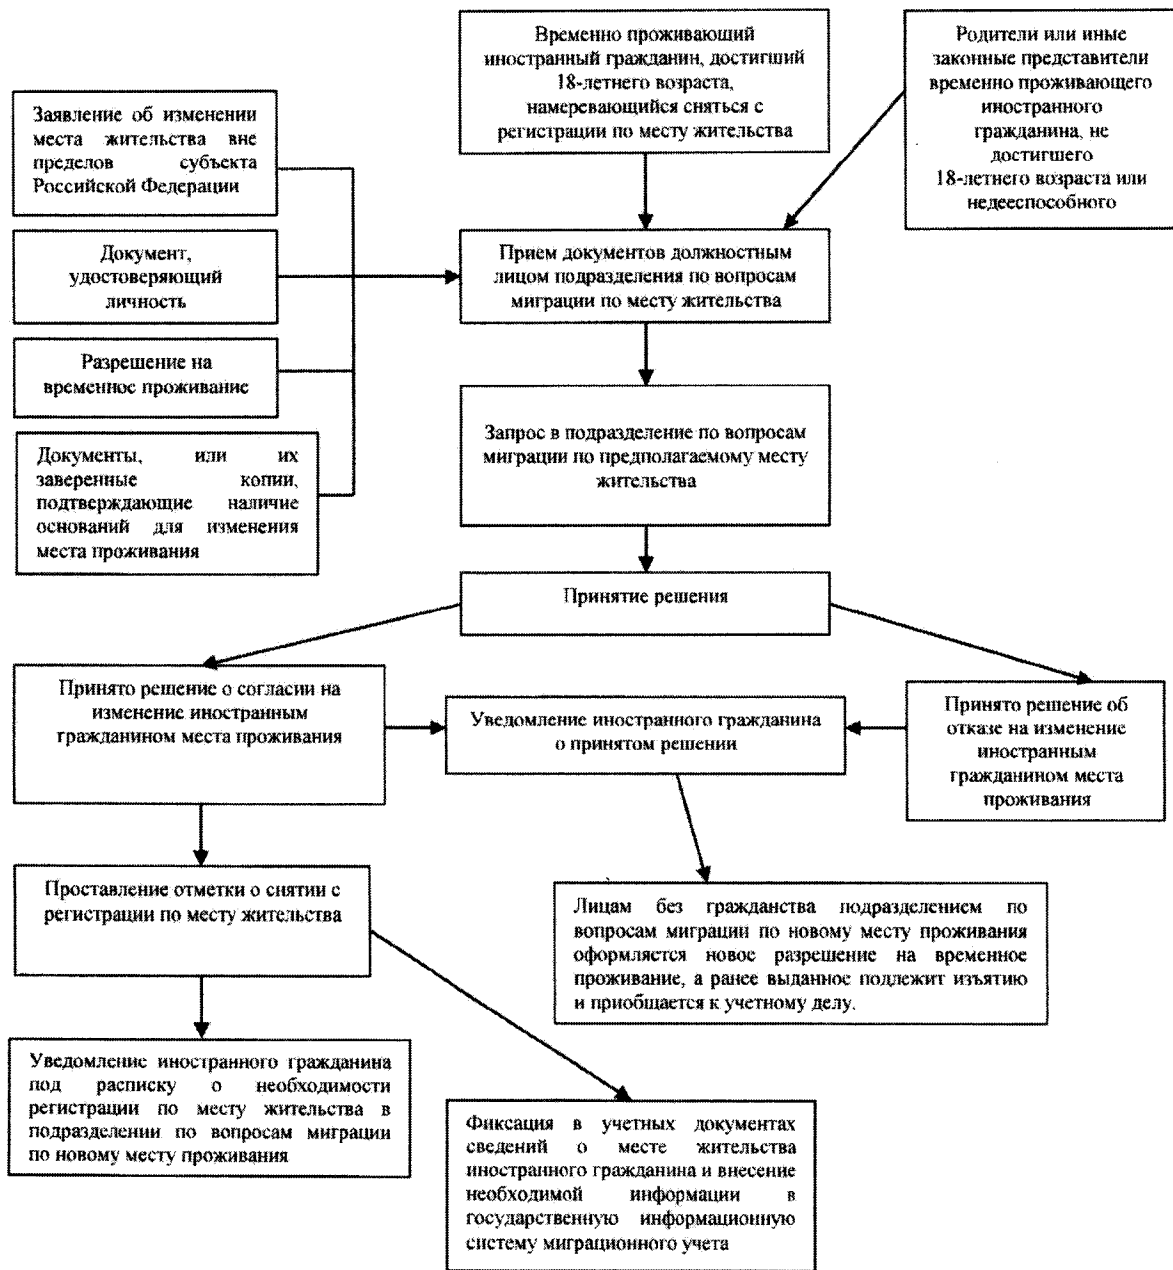 Временно проживающий
иностранный гражданин, достигший
18-летнего возраста,
намеревающийся сняться с
регистрации по месту жительства
Родители или иные
законные представители
временно проживающего
иностранного
гражданина, не
достигшего
18-летнего возраста или
недееспособного
Заявление об изменении
места жительства вне
пределов субъекта
Российской Федерации
Документ,
удостоверяющий
личность
Разрешение на
временное проживание
Документы, или их
заверенные копии,
подтверждающие наличие
оснований для изменения
места проживания
Прием документов должностным
лицом подразделения по вопросам
миграции по месту жительства
Запрос в подразделение по вопросам
миграции по предполагаемому месту
жительства
Принятие решения
Принято решение о согласии на
изменение иностранным
гражданином места проживания
Уведомление иностранного гражданина
о принятом решении
Принято решение об
отказе на изменение
иностранным
гражданином места
проживания
Проставление отметки о снятии с
регистрации по месту жительства
Лицам без гражданства подразделением по
вопросам миграции по новому месту проживания
оформляется новое разрешение на временное
проживание, а ранее выданное подлежит изъятию
и приобщается к учетному делу.
Уведомление иностранного гражданина
под расписку о необходимости
регистрации по месту жительства в
подразделении по вопросам миграции
по новому месту проживания
Фиксация в учетных документах
сведений о месте жительства
иностранного гражданина и внесение
необходимой информации в
государственную информационную
систему миграционного учета